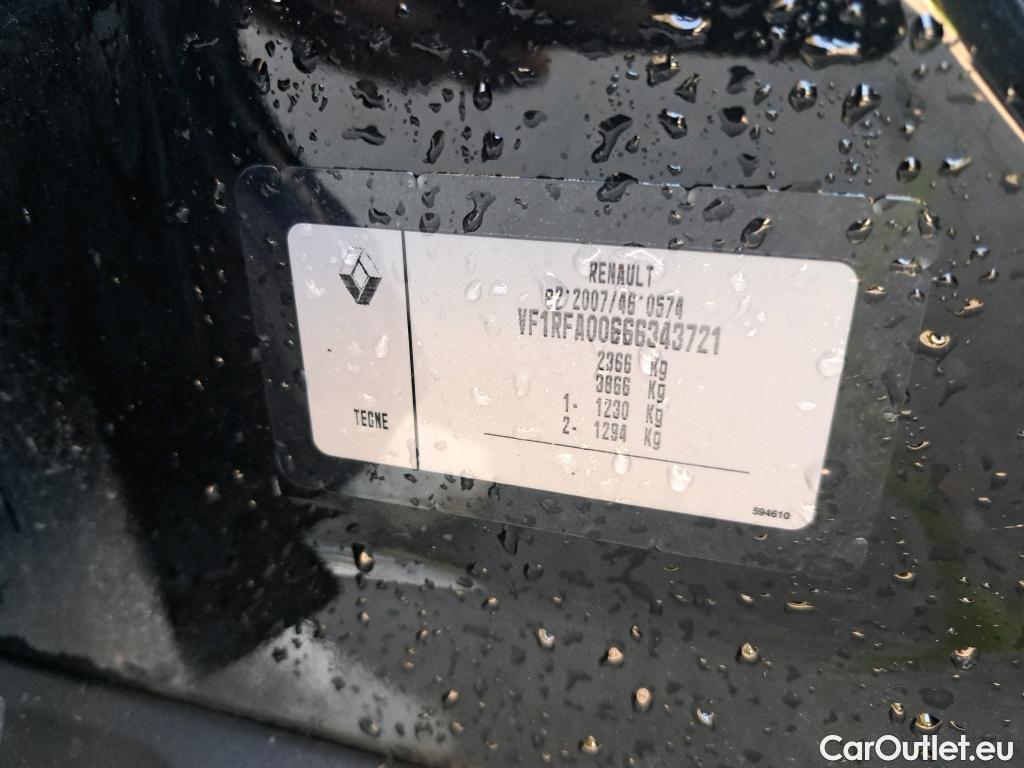 RENAULT
e2*2007/46*0574
VF1RFA00666343721
2366 Kg
3866 Kg
1- 1230 Kg
2- 1294 Kg
TEGNE
594610
CarOutlet.eu